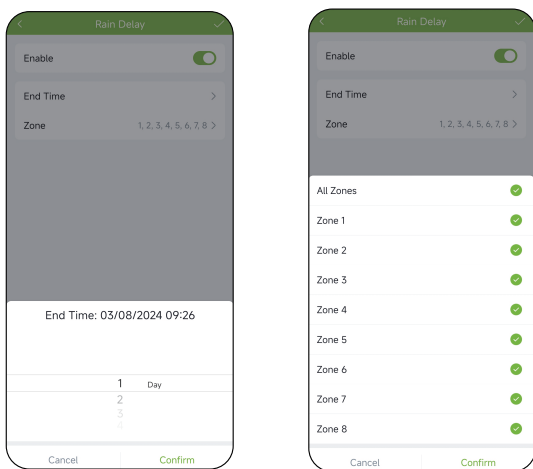 Rain Delay
Enable
End Time
Zone 1, 2, 3, 4, 5, 6, 7, 8
End Time: 03/08/2024 09:26
1 Day
2
3
4
Cancel Confirm
Rain Delay
Enable
End Time
Zone 1, 2, 3, 4, 5, 6, 7, 8
All Zones
Zone 1
Zone 2
Zone 3
Zone 4
Zone 5
Zone 6
Zone 7
Zone 8
Cancel Confirm